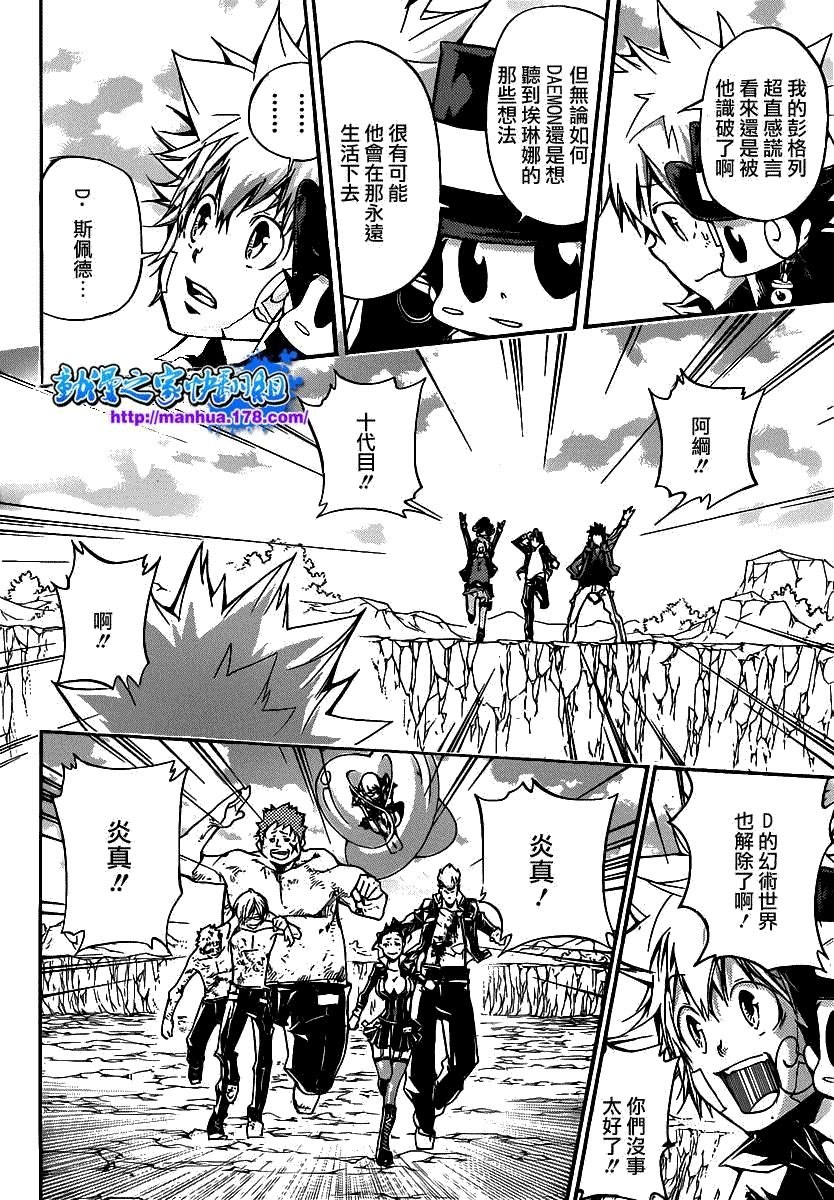 我的彭格列
超直感謊言
看來還是被
他識破了啊
但無論如何
DAEMON還是想
聽到埃琳娜的
那些想法
很有可能
他會在那永遠
生活下去
……
D·斯佩德…
動漫之家汁翻組
http://manhua.178.com/
阿綱!!
十代目!!
啊!!
D的幻術世界
也解除了啊!
你們沒事
太好了!!
炎真!
炎真!!